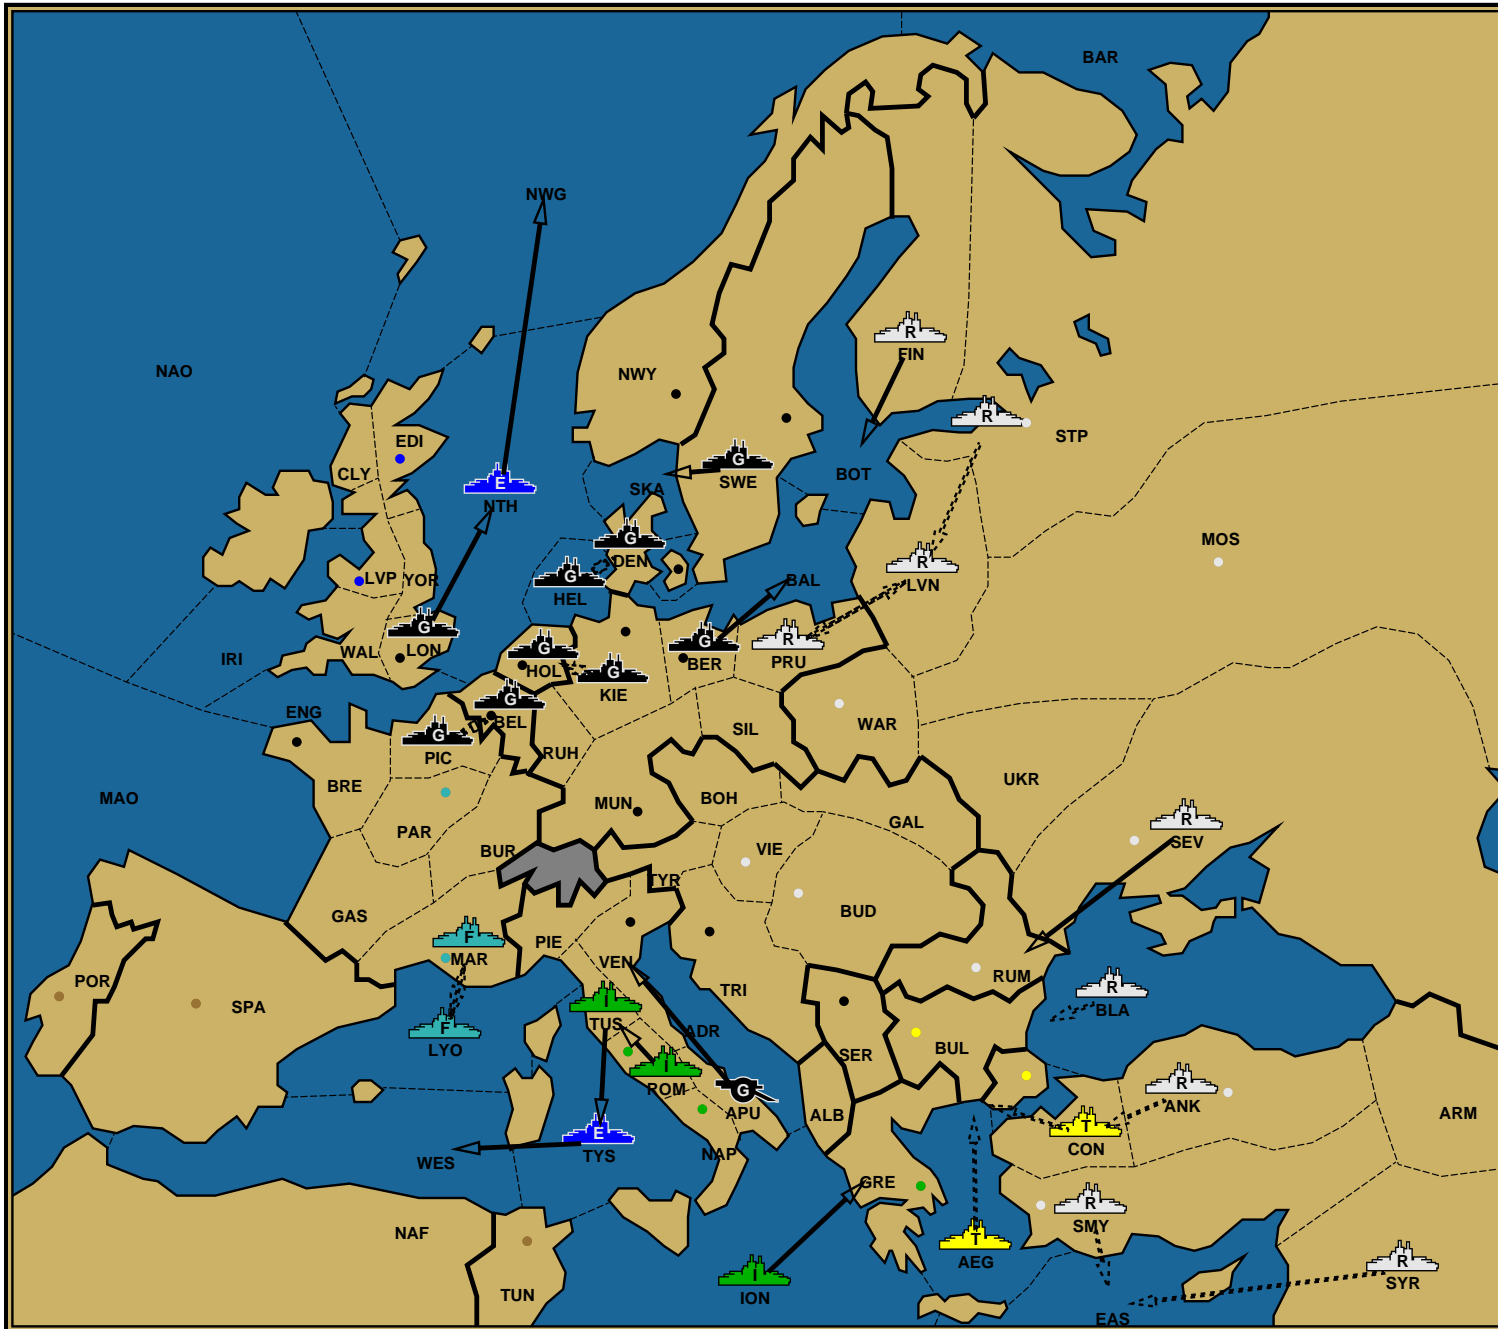 BAR
NWG
NAO
R
FIN
NWY
R
STP
EDI
G
SWE
CLY
BOT
E
NTH
SKA
G
DEN
MOS
R
LVN
G
HEL
BAL
LVP
YOR
G
LON
G
HOL
G
BER
R
PRU
WAL
IRI
G
KIE
G
BEL
ENG
G
PIC
WAR
SIL
RUH
UKR
BRE
MAO
BOH
MUN
PAR
GAL
R
SEV
VIE
BUR
TYR
BUD
GAS
F
MAR
PIE
VEN
POR
SPA
RUM
TRI
R
BLA
I
TUS
F
LYO
ADR
SER
BUL
I
ROM
G
APU
R
ANK
ALB
ARM
T
CON
E
TYS
WES
NAP
GRE
R
SMY
NAF
T
AEG
R
SYR
I
ION
TUN
EAS